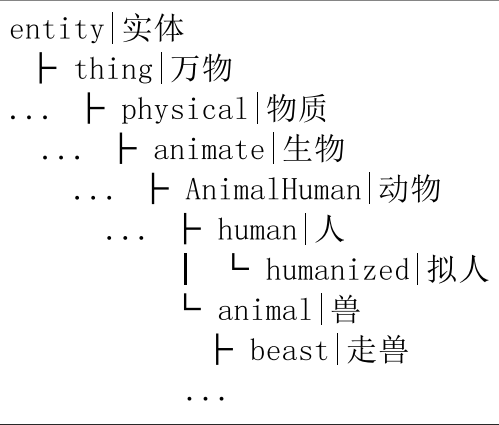 entity|实体
├ thing|万物
... ├ physical|物质
... ├ animate|生物
... ├ AnimalHuman|动物
... ├ human|人
┃ ┗ humanized|拟人
┗ animal|兽
├ beast|走兽
...